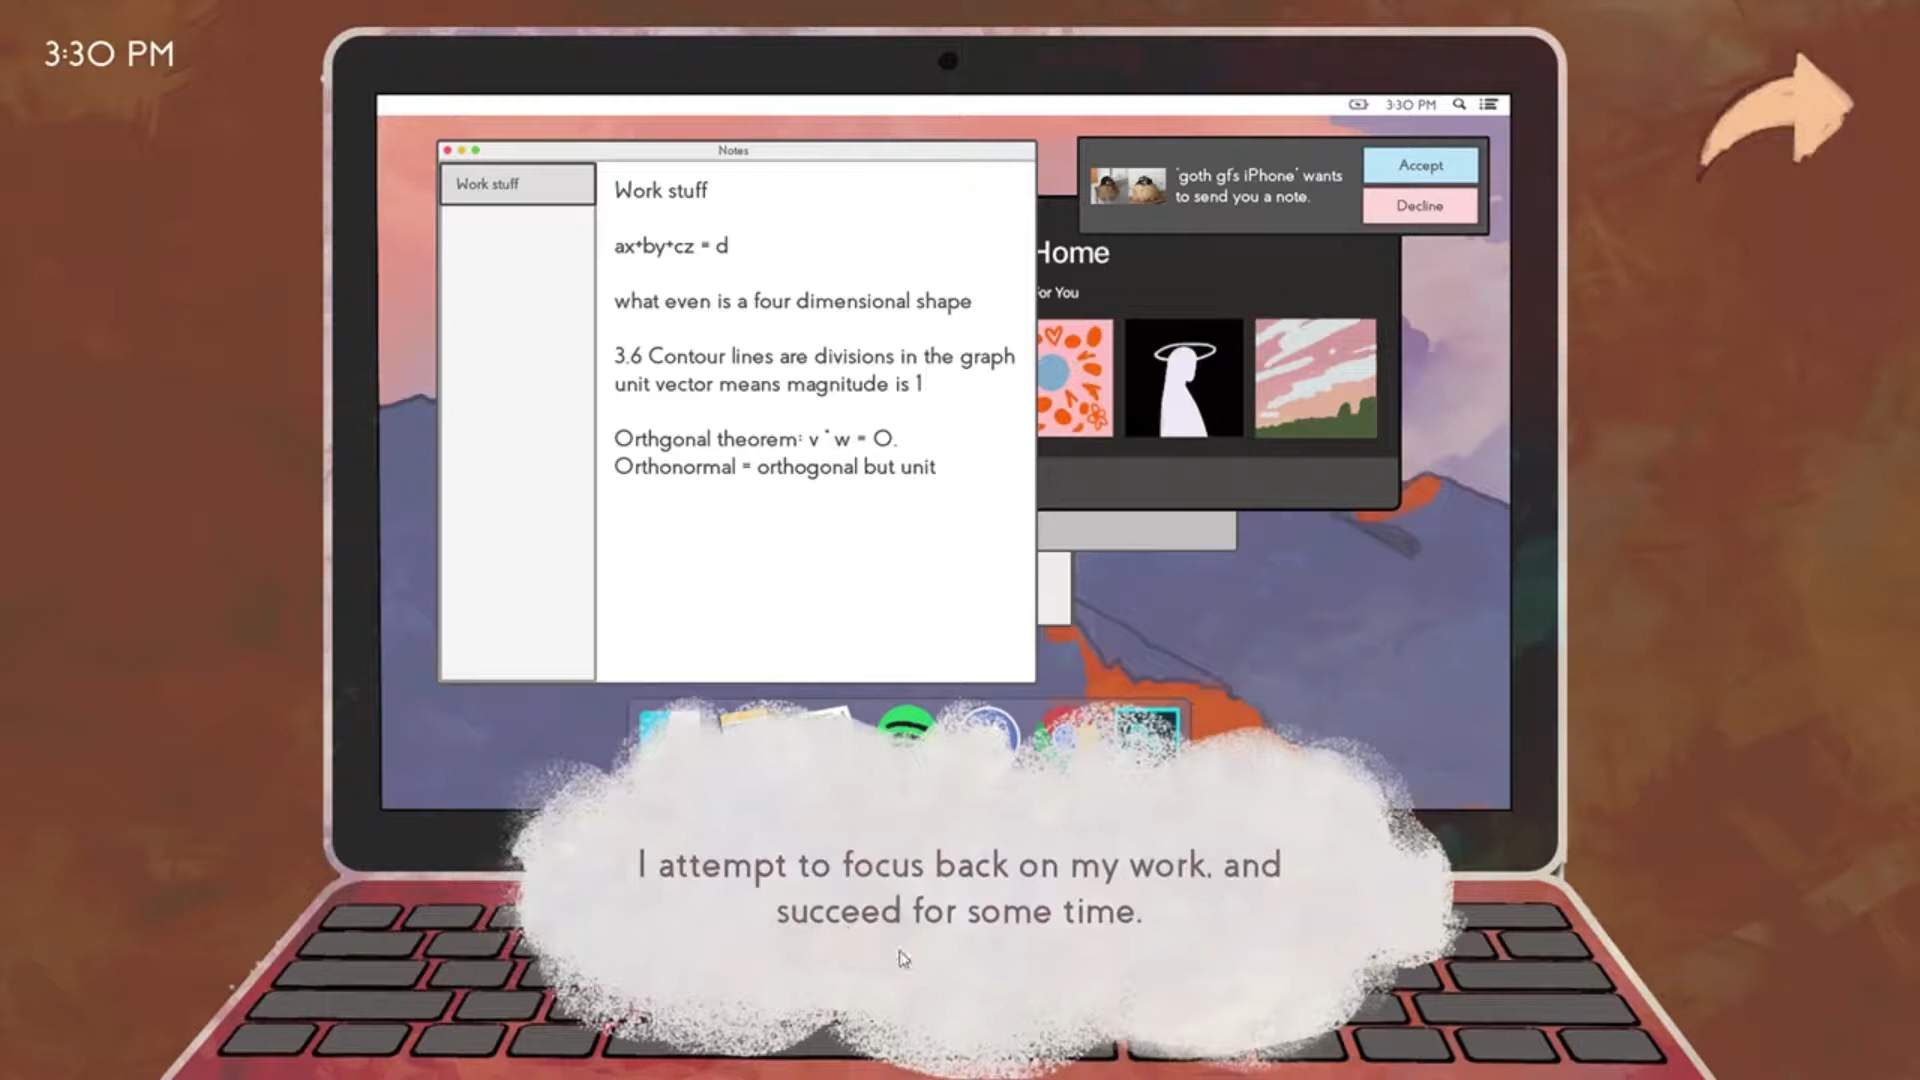 3:30 PM
3:30 PM
Notes
Work stuff
Work stuff
ax+by+cz = d
what even is a four dimensional shape
3.6 Contour lines are divisions in the graph
unit vector means magnitude is 1
Orthgonal theorem: v * w = 0.
Orthonormal = orthogonal but unit
'goth gfs iPhone' wants
to send you a note.
Accept
Decline
Home
For You
I attempt to focus back on my work, and
succeed for some time.